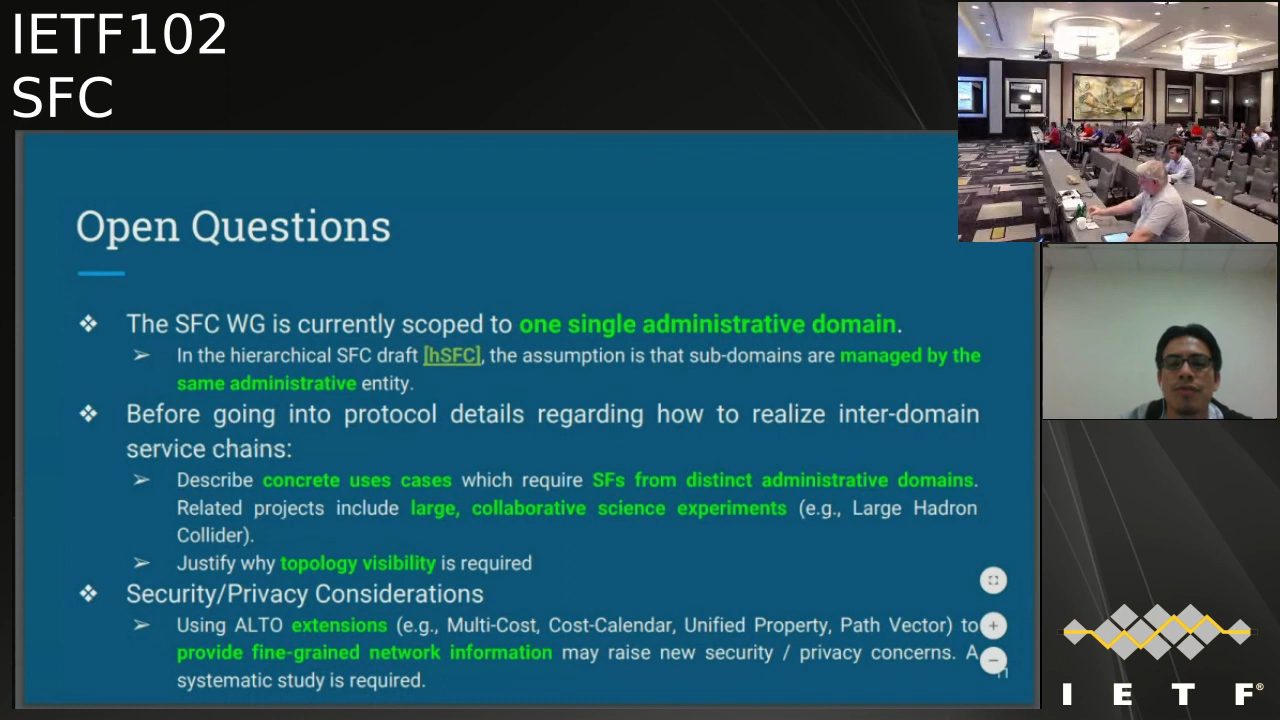 IETF102
SFC
Open Questions
❖ The SFC WG is currently scoped to one single administrative domain.
➢ In the hierarchical SFC draft [hSFC], the assumption is that sub-domains are managed by the
same administrative entity.
❖ Before going into protocol details regarding how to realize inter-domain
service chains:
➢ Describe concrete uses cases which require SFs from distinct administrative domains.
Related projects include large, collaborative science experiments (e.g., Large Hadron
Collider).
➢ Justify why topology visibility is required
❖ Security/Privacy Considerations
➢ Using ALTO extensions (e.g., Multi-Cost, Cost-Calendar, Unified Property, Path Vector) to
provide fine-grained network information may raise new security / privacy concerns. A
systematic study is required.
11
I E T F®